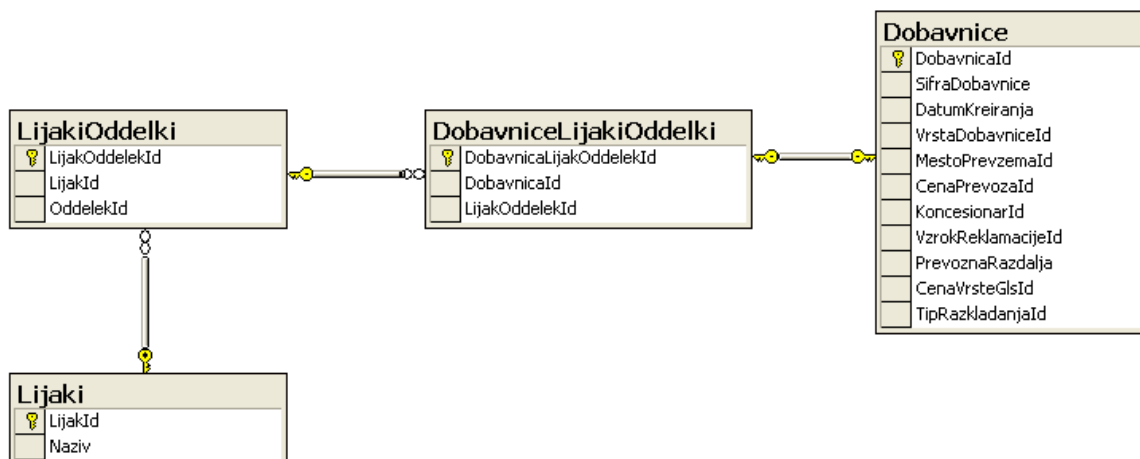 LijakiOddelki
LijakOddelekId
LijakId
OddelekId
DobavniceLijakiOddelki
DobavnicaLijakOddelekId
DobavnicaId
LijakOddelekId
Dobavnice
DobavnicaId
SifraDobavnice
DatumKreiranja
VrstaDobavniceId
MestoPrevzemaId
CenaPrevozaId
KoncesionarId
VzrokReklamacijeId
PrevoznaRazdalja
CenaVrsteGlsId
TipRazkladanjaId
Lijaki
LijakId
Naziv